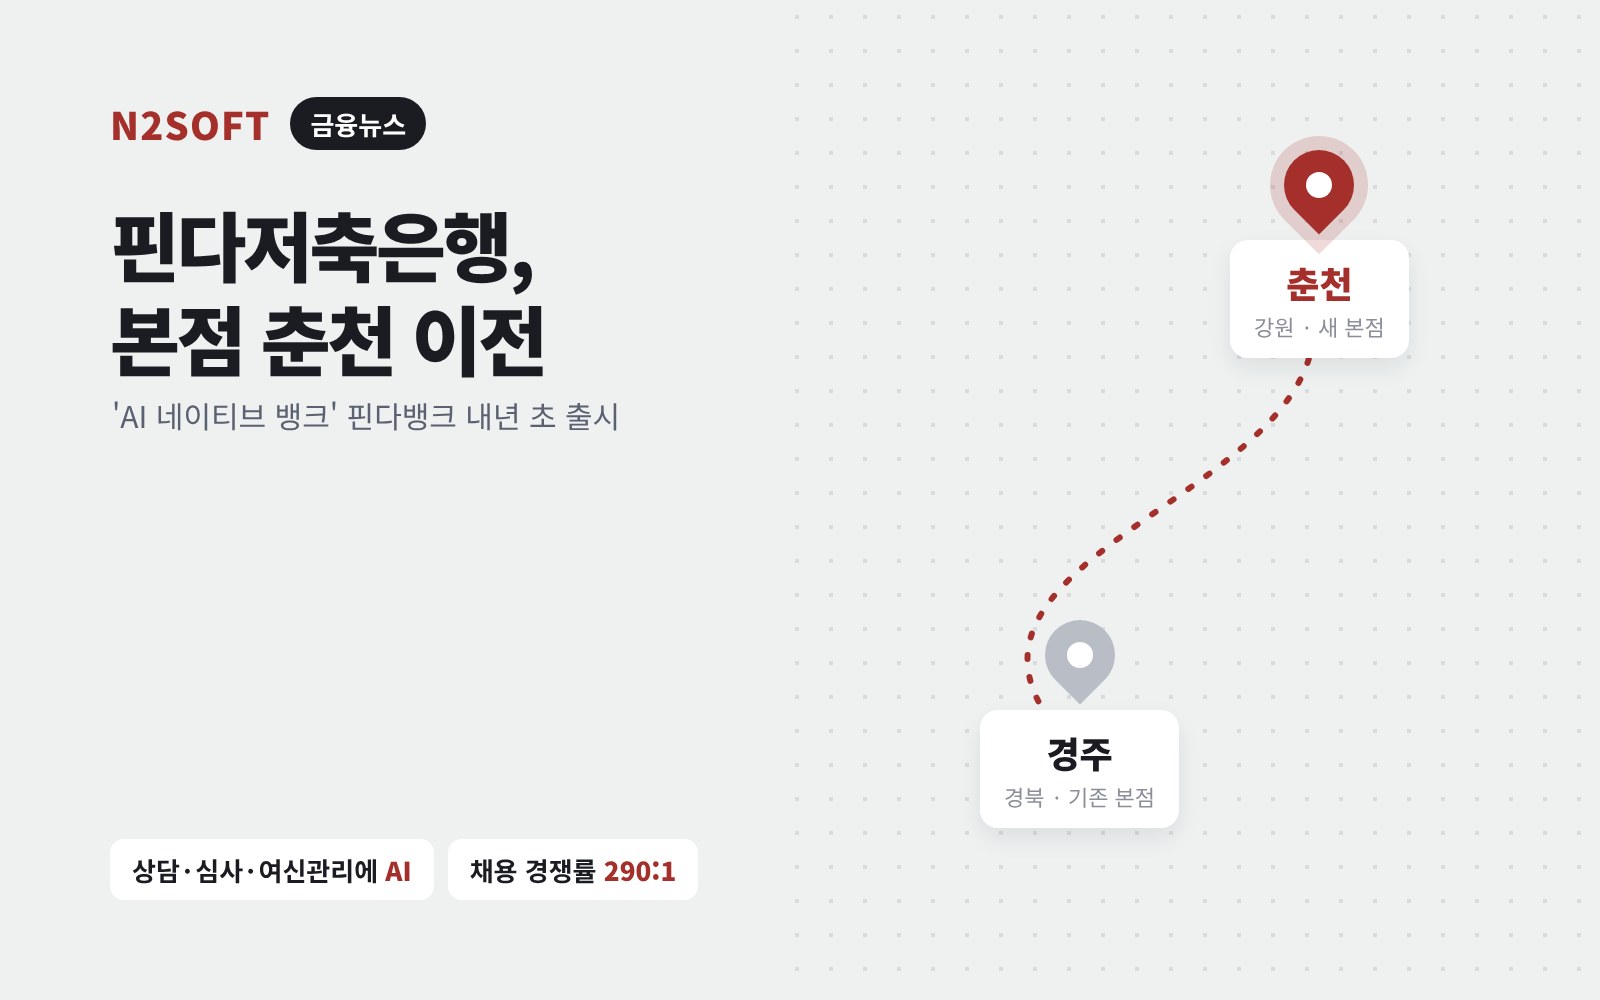 N2SOFT 금융뉴스
핀다저축은행,
본점 춘천 이전
'AI 네이티브 뱅크' 핀다뱅크 내년 초 출시
춘천
강원 · 새 본점
경주
경북 · 기존 본점
상담·심사·여신관리에 AI
채용 경쟁률 290:1